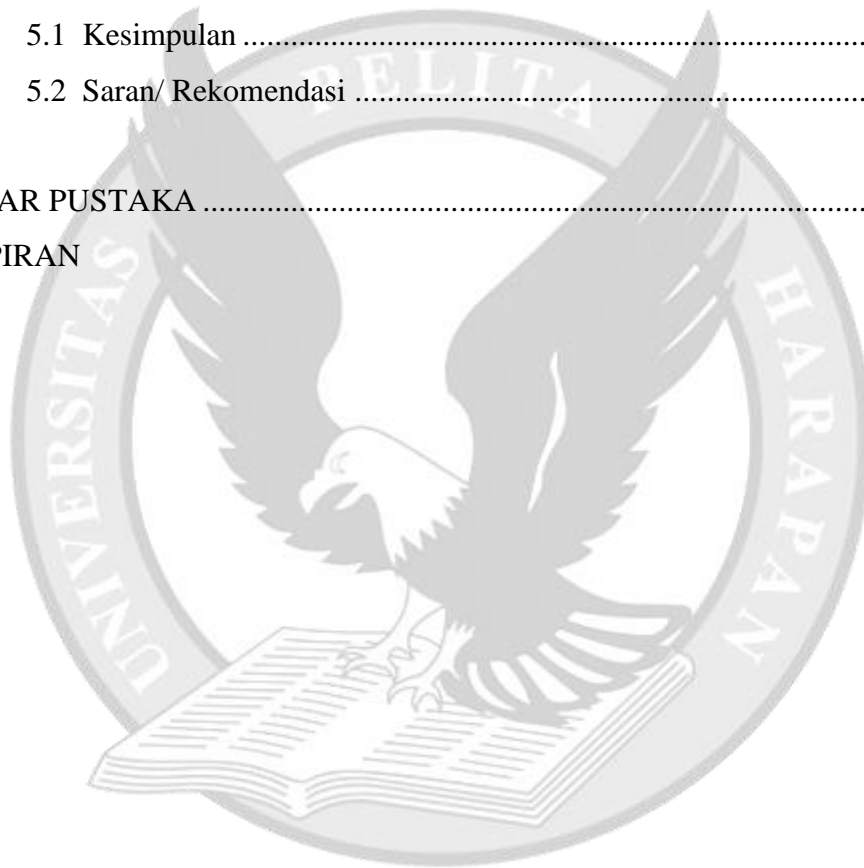 5.1 Kesimpulan ..............................................................................
5.2 Saran/ Rekomendasi ................................................................
AR PUSTAKA ...................................................................................
PIRAN
UNIVERSITAS PELITA HARAPAN